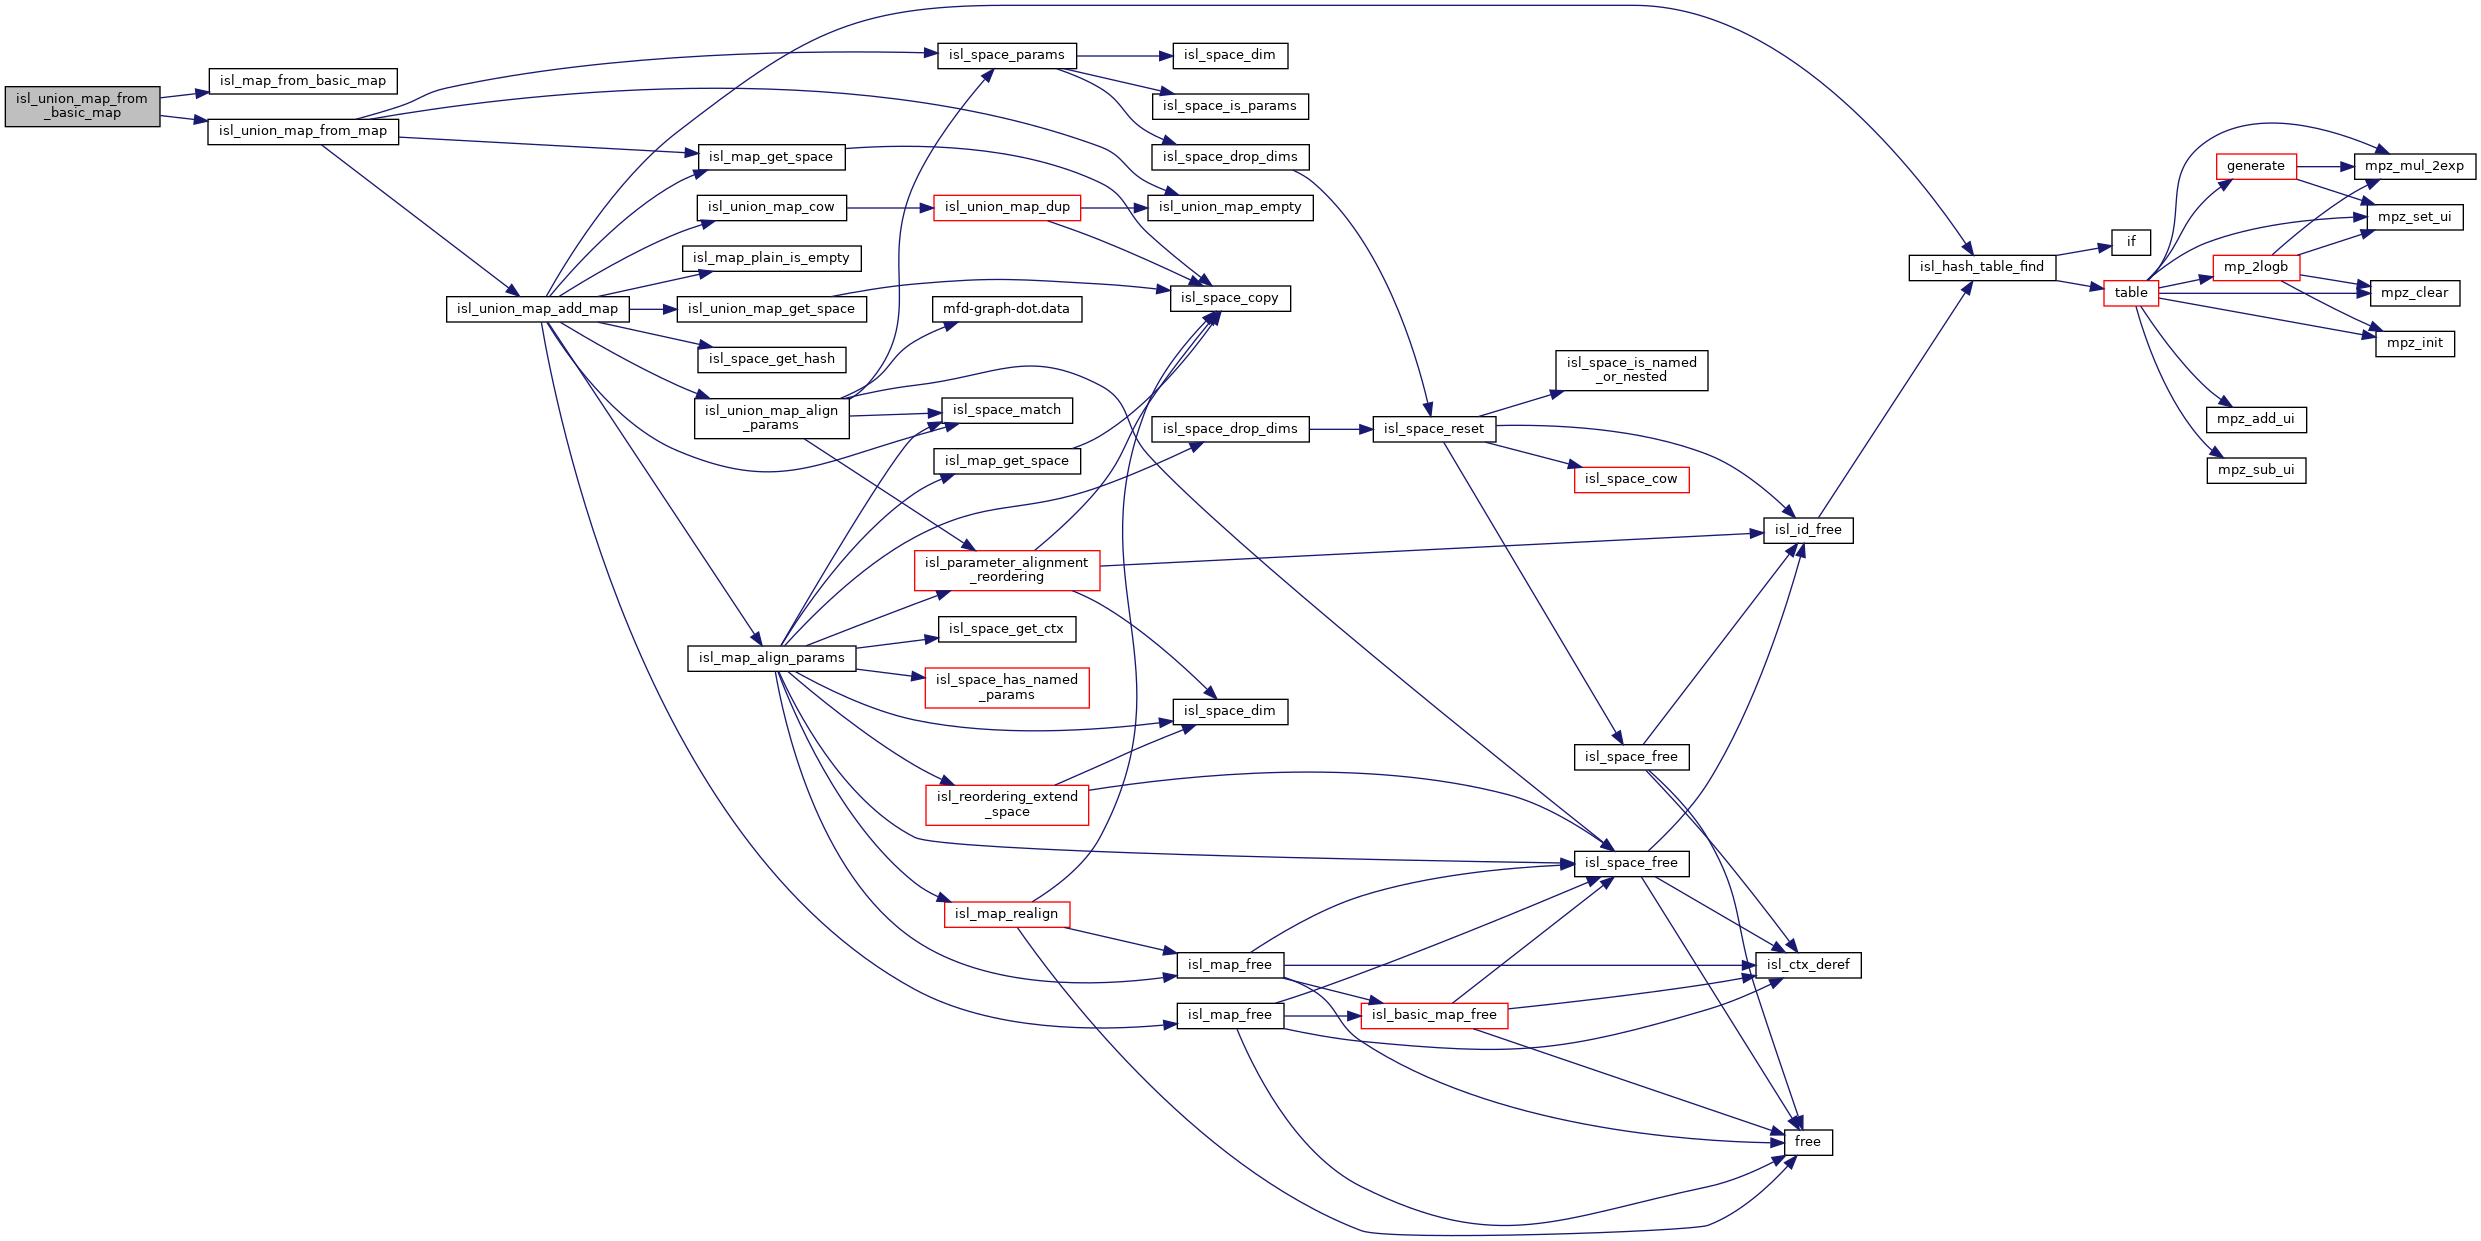 isl_union_map_from
_basic_map
isl_map_from_basic_map
isl_union_map_from_map
isl_union_map_add_map
isl_map_get_space
isl_union_map_cow
isl_map_plain_is_empty
isl_union_map_get_space
isl_space_get_hash
isl_union_map_align
_params
isl_map_align_params
isl_space_params
isl_union_map_dup
mfd-graph-dot.data
isl_space_match
isl_map_get_space
isl_parameter_alignment
_reordering
isl_space_get_ctx
isl_space_has_named
_params
isl_reordering_extend
_space
isl_map_realign
isl_space_dim
isl_space_is_params
isl_space_drop_dims
isl_union_map_empty
isl_space_copy
isl_space_drop_dims
isl_space_dim
isl_map_free
isl_map_free
isl_space_reset
isl_basic_map_free
isl_space_is_named
_or_nested
isl_space_cow
isl_space_free
isl_space_free
isl_id_free
isl_ctx_deref
free
isl_hash_table_find
if
table
generate
mp_2logb
mpz_add_ui
mpz_sub_ui
mpz_mul_2exp
mpz_set_ui
mpz_clear
mpz_init